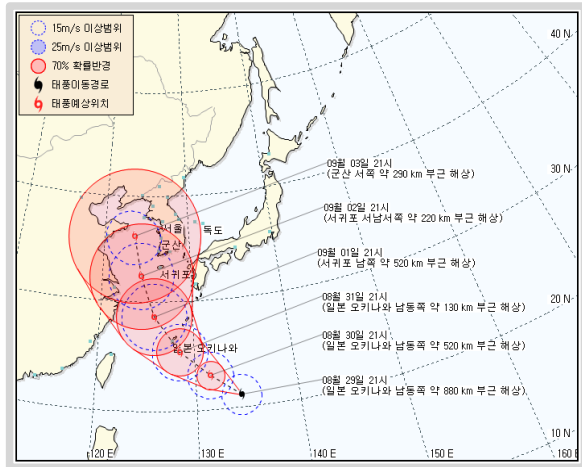 15m/s 이상범위
25m/s 이상범위
70% 확률반경
태풍이동경로
태풍예상위치
40 N
30 N
20 N
10 N
120 E
130 E
140 E
150 E
160 E
09월 03일 21시
(군산 서쪽 약 290 km 부근 해상)
09월 02일 21시
(서귀포 서남서쪽 약 220 km 부근 해상)
09월 01일 21시
(서귀포 남쪽 약 520 km 부근 해상)
08월 31일 21시
(일본 오키나와 남동쪽 약 130 km 부근 해상)
08월 30일 21시
(일본 오키나와 남동쪽 약 520 km 부근 해상)
08월 29일 21시
(일본 오키나와 남동쪽 약 880 km 부근 해상)
서울
독도
군산
서귀포
일본 오키나와